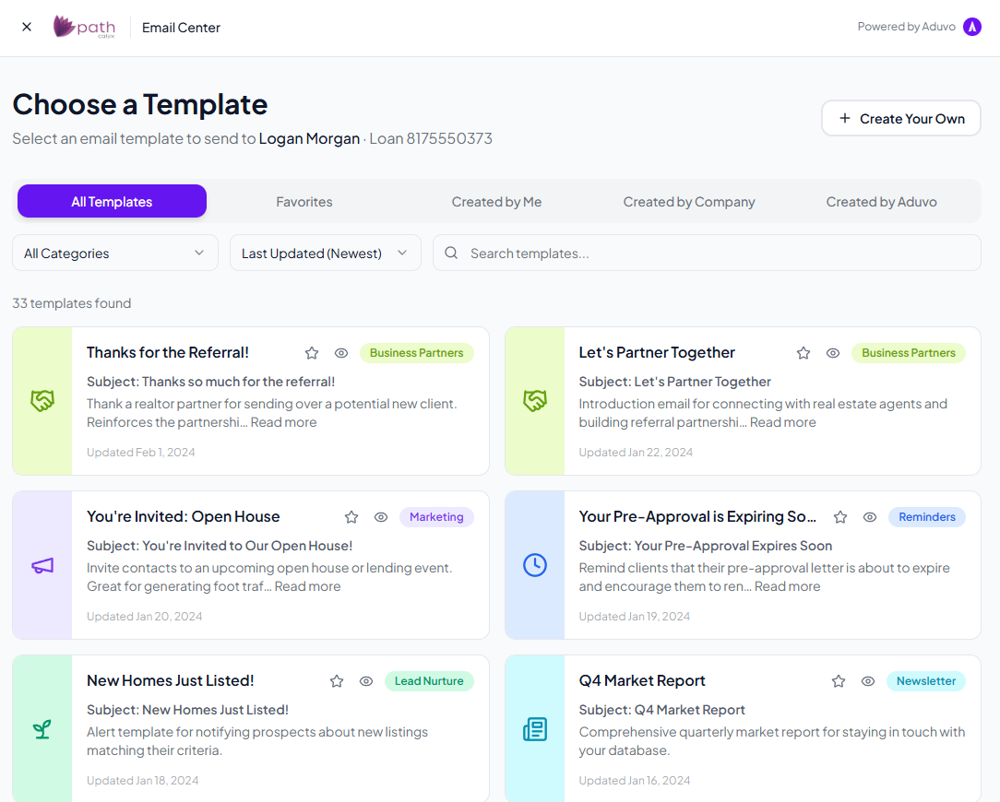 path
calyx
Email Center
Powered by Aduvo
Choose a Template
Select an email template to send to Logan Morgan · Loan 8175550373
+ Create Your Own
All Templates
Favorites
Created by Me
Created by Company
Created by Aduvo
All Categories
Last Updated (Newest)
Search templates...
33 templates found
Thanks for the Referral!
Business Partners
Subject: Thanks so much for the referral!
Thank a realtor partner for sending over a potential new client.
Reinforces the partnershi... Read more
Updated Feb 1, 2024
Let's Partner Together
Business Partners
Subject: Let's Partner Together
Introduction email for connecting with real estate agents and
building referral partnershi... Read more
Updated Jan 22, 2024
You're Invited: Open House
Marketing
Subject: You're Invited to Our Open House!
Invite contacts to an upcoming open house or lending event.
Great for generating foot traf... Read more
Updated Jan 20, 2024
Your Pre-Approval is Expiring So...
Reminders
Subject: Your Pre-Approval Expires Soon
Remind clients that their pre-approval letter is about to expire
and encourage them to ren... Read more
Updated Jan 19, 2024
New Homes Just Listed!
Lead Nurture
Subject: New Homes Just Listed!
Alert template for notifying prospects about new listings
matching their criteria.
Updated Jan 18, 2024
Q4 Market Report
Newsletter
Subject: Q4 Market Report
Comprehensive quarterly market report for staying in touch with
your database.
Updated Jan 16, 2024